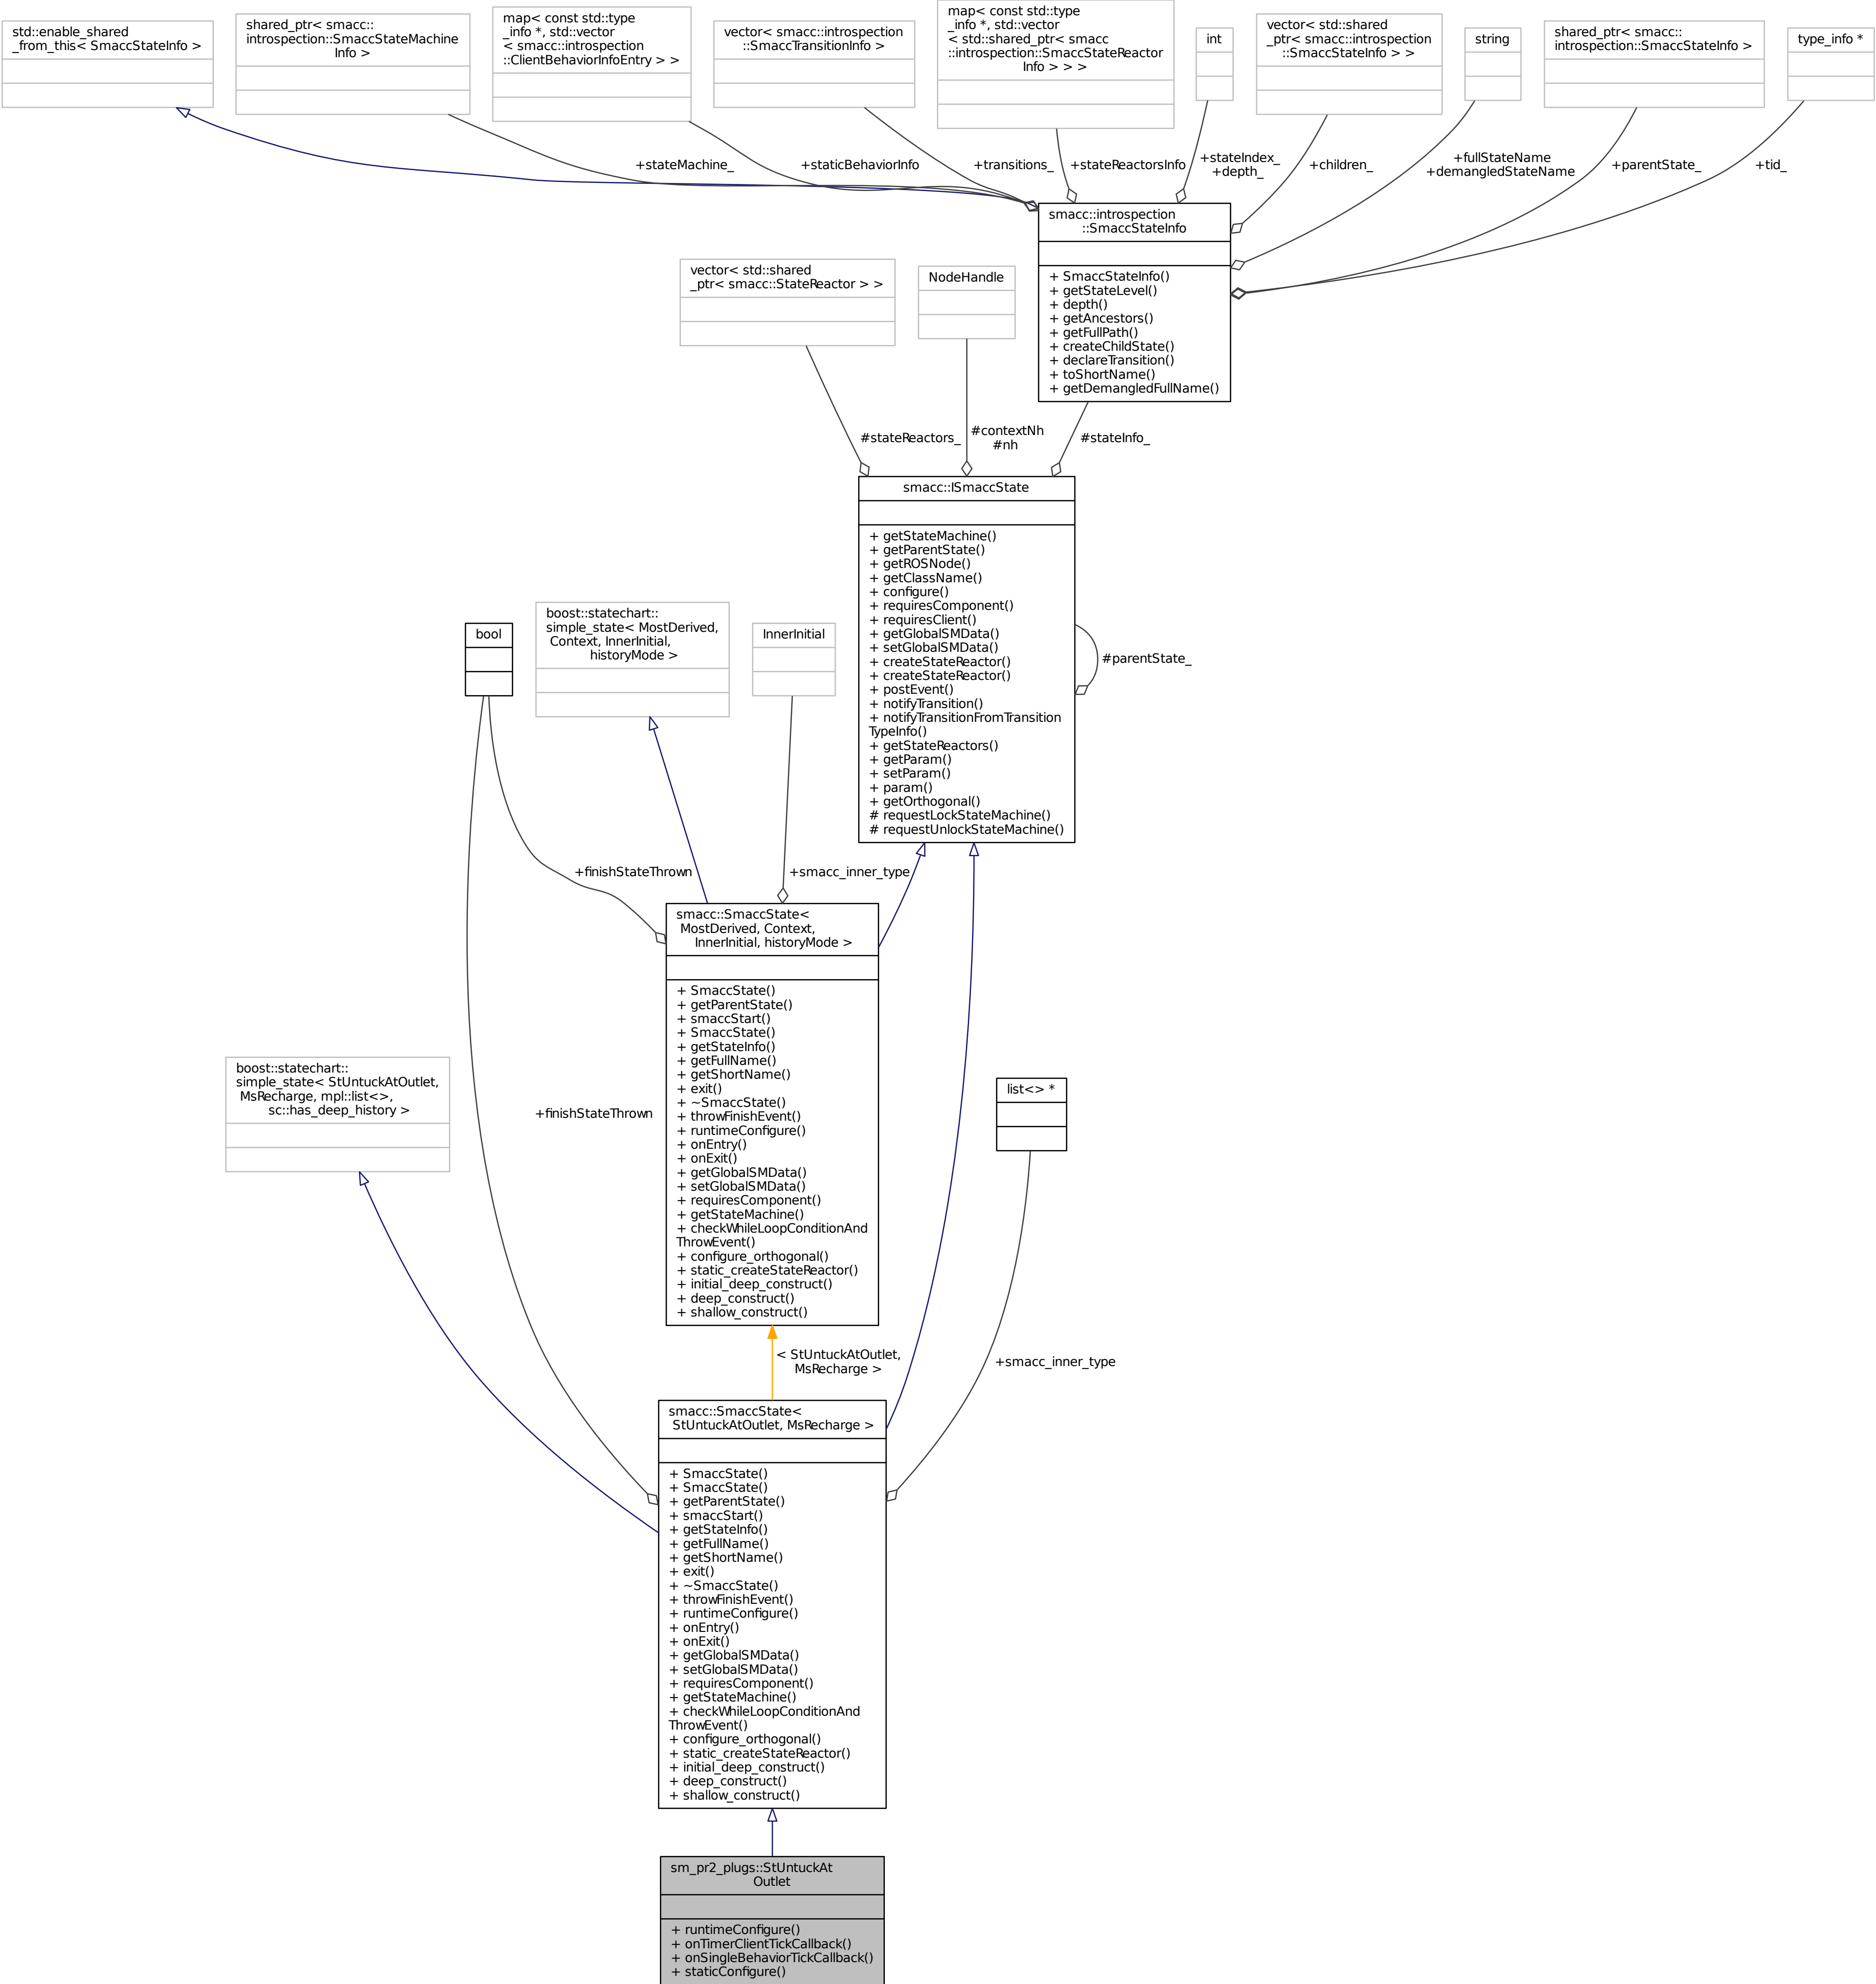 std::enable_shared
_from_this< SmaccStateInfo >
shared_ptr< smacc::
introspection::SmaccStateMachine
Info >
map< const std::type
_info *, std::vector
< smacc::introspection
::ClientBehaviorInfoEntry > >
vector< smacc::introspection
::SmaccTransitionInfo >
map< const std::type
_info *, std::vector
< std::shared_ptr< smacc
::introspection::SmaccStateReactor
Info > > >
int
vector< std::shared
_ptr< smacc::introspection
::SmaccStateInfo > >
string
shared_ptr< smacc::
introspection::SmaccStateInfo >
type_info *
+stateMachine_
+staticBehaviorInfo
+transitions_
+stateReactorsInfo
+stateIndex_
+depth_
+children_
+fullStateName
+demangledStateName
+parentState_
+tid_
smacc::introspection
::SmaccStateInfo
+ SmaccStateInfo()
+ getStateLevel()
+ depth()
+ getAncestors()
+ getFullPath()
+ createChildState()
+ declareTransition()
+ toShortName()
+ getDemangledFullName()
vector< std::shared
_ptr< smacc::StateReactor > >
NodeHandle
#stateReactors_
#contextNh
#nh
#stateInfo_
smacc::ISmaccState
+ getStateMachine()
+ getParentState()
+ getROSNode()
+ getClassName()
+ configure()
+ requiresComponent()
+ requiresClient()
+ getGlobalSMData()
+ setGlobalSMData()
+ createStateReactor()
+ createStateReactor()
+ postEvent()
+ notifyTransition()
+ notifyTransitionFromTransition
TypeInfo()
+ getStateReactors()
+ getParam()
+ setParam()
+ param()
+ getOrthogonal()
# requestLockStateMachine()
# requestUnlockStateMachine()
#parentState_
bool
boost::statechart::
simple_state< MostDerived,
Context, InnerInitial,
historyMode >
InnerInitial
+finishStateThrown
+smacc_inner_type
smacc::SmaccState<
MostDerived, Context,
InnerInitial, historyMode >
+ SmaccState()
+ getParentState()
+ smaccStart()
+ SmaccState()
+ getStateInfo()
+ getFullName()
+ getShortName()
+ exit()
+ ~SmaccState()
+ throwFinishEvent()
+ runtimeConfigure()
+ onEntry()
+ onExit()
+ getGlobalSMData()
+ setGlobalSMData()
+ requiresComponent()
+ getStateMachine()
+ checkWhileLoopConditionAnd
ThrowEvent()
+ configure_orthogonal()
+ static_createStateReactor()
+ initial_deep_construct()
+ deep_construct()
+ shallow_construct()
boost::statechart::
simple_state< StUntuckAtOutlet,
MsRecharge, mpl::list<>,
sc::has_deep_history >
+finishStateThrown
list<> *
< StUntuckAtOutlet,
MsRecharge >
+smacc_inner_type
smacc::SmaccState<
StUntuckAtOutlet, MsRecharge >
+ SmaccState()
+ SmaccState()
+ getParentState()
+ smaccStart()
+ getStateInfo()
+ getFullName()
+ getShortName()
+ exit()
+ ~SmaccState()
+ throwFinishEvent()
+ runtimeConfigure()
+ onEntry()
+ onExit()
+ getGlobalSMData()
+ setGlobalSMData()
+ requiresComponent()
+ getStateMachine()
+ checkWhileLoopConditionAnd
ThrowEvent()
+ configure_orthogonal()
+ static_createStateReactor()
+ initial_deep_construct()
+ deep_construct()
+ shallow_construct()
sm_pr2_plugs::StUntuckAt
Outlet
+ runtimeConfigure()
+ onTimerClientTickCallback()
+ onSingleBehaviorTickCallback()
+ staticConfigure()